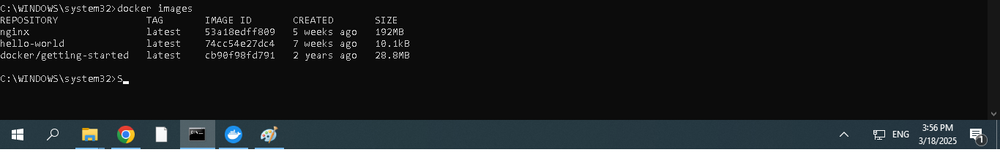 C:\WINDOWS\system32>docker images
REPOSITORY TAG IMAGE ID CREATED SIZE
nginx latest 53a18edff809 5 weeks ago 192MB
hello-world latest 74cc54e27dc4 7 weeks ago 10.1kB
docker/getting-started latest cb90f98fd791 2 years ago 28.8MB
C:\WINDOWS\system32>S_
ENG
3:56 PM
3/18/2025
1